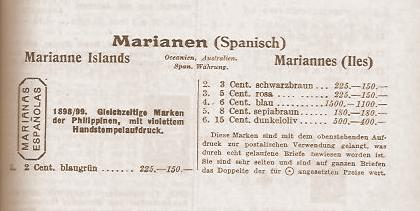 Marianen (Spanisch)
Marianne Islands
Oceanien, Australien.
Span. Währung.
Mariannes (Iles)
MARIANAS
ESPAÑOLAS
1898/99. Gleichzeitige Marken
der Philippinen, mit violettem
Handstempelaufdruck.
1. 2 Cent. blaugrün . . . . . . 225.—150.—
2. 3 Cent. schwarzbraun . . . 225.—150.—
3. 5 Cent. rosa . . . . . . . 225.—150.—
4. 6 Cent. blau . . . . . . 1500.—1100.—
5. 8 Cent. sepiabraun . . . . 180.—180.—
6. 15 Cent. dunkeloliv . . . . 500.—400.—
Diese Marken sind mit dem obenstehenden Auf-
druck zur postalischen Verwendung gelangt, was
durch echt gelaufene Briefe bewiesen worden ist.
Sie sind sehr selten und sind auf ganzen Briefen
das Doppelte der für ⊙ angesetzten Preise wert.